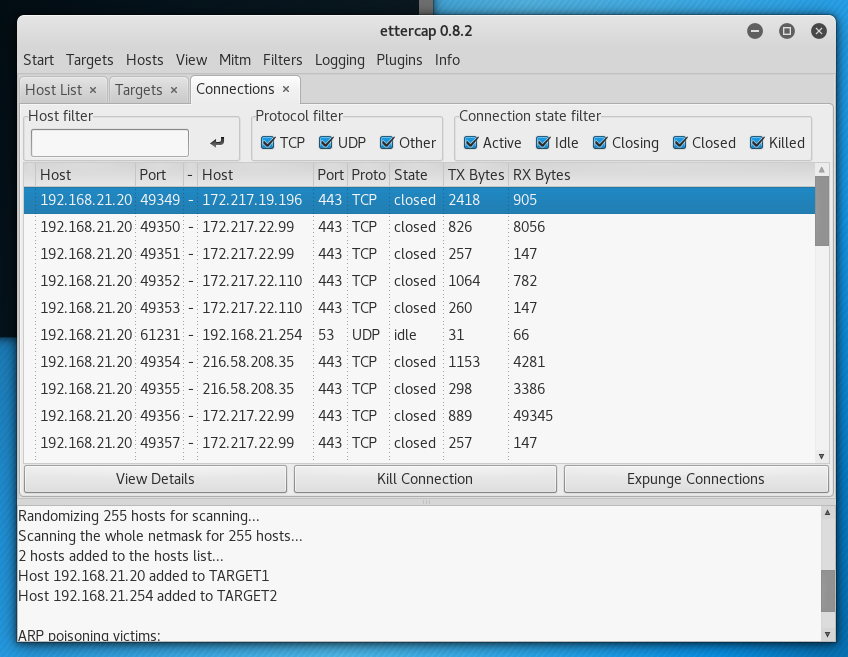 ettercap 0.8.2
Start Targets Hosts View Mitm Filters Logging Plugins Info
Host List × Targets × Connections ×
Host filter Protocol filter Connection state filter
TCP UDP Other Active Idle Closing Closed Killed
Host Port - Host Port Proto State TX Bytes RX Bytes
192.168.21.20 49349 - 172.217.19.196 443 TCP closed 2418 905
192.168.21.20 49350 - 172.217.22.99 443 TCP closed 826 8056
192.168.21.20 49351 - 172.217.22.99 443 TCP closed 257 147
192.168.21.20 49352 - 172.217.22.110 443 TCP closed 1064 782
192.168.21.20 49353 - 172.217.22.110 443 TCP closed 260 147
192.168.21.20 61231 - 192.168.21.254 53 UDP idle 31 66
192.168.21.20 49354 - 216.58.208.35 443 TCP closed 1153 4281
192.168.21.20 49355 - 216.58.208.35 443 TCP closed 298 3386
192.168.21.20 49356 - 172.217.22.99 443 TCP closed 889 49345
192.168.21.20 49357 - 172.217.22.99 443 TCP closed 257 147
View Details Kill Connection Expunge Connections
Randomizing 255 hosts for scanning...
Scanning the whole netmask for 255 hosts...
2 hosts added to the hosts list...
Host 192.168.21.20 added to TARGET1
Host 192.168.21.254 added to TARGET2
ARP poisoning victims: